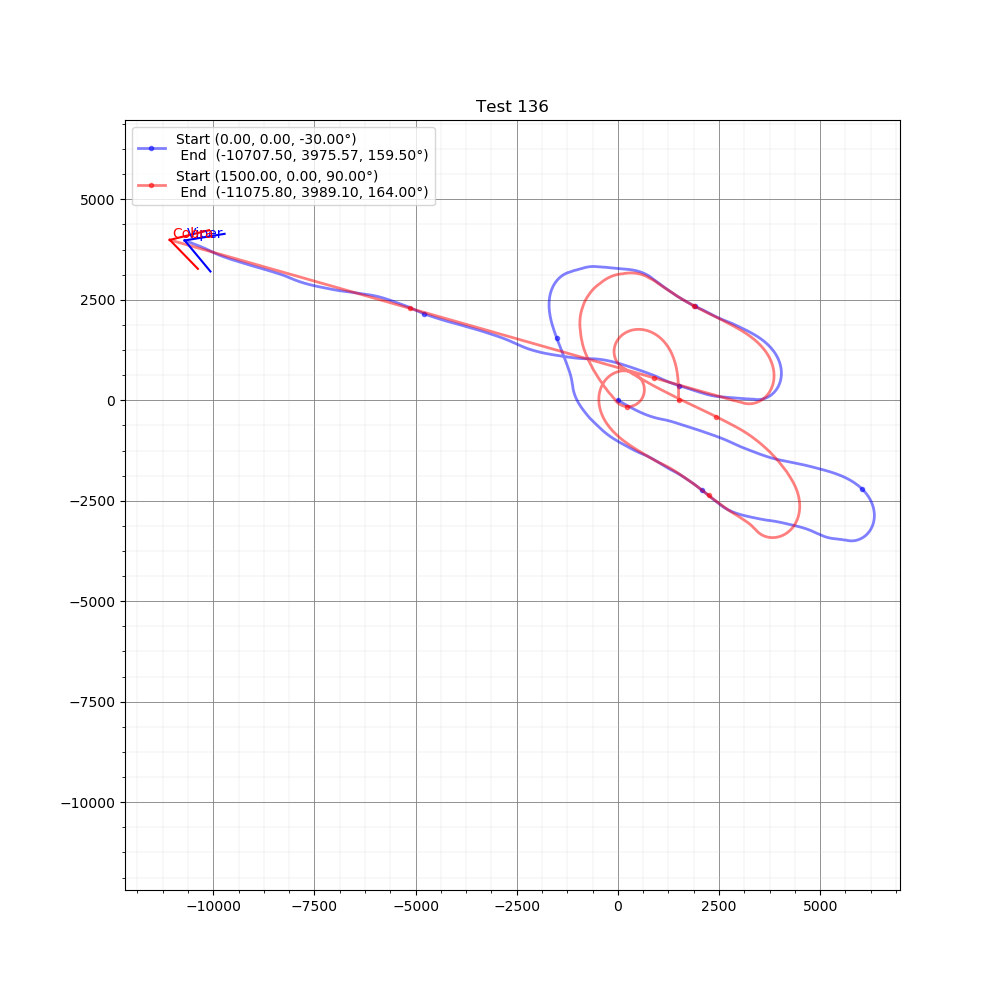 Test 136
Start (0.00, 0.00, -30.00°)
End (-10707.50, 3975.57, 159.50°)
Start (1500.00, 0.00, 90.00°)
End (-11075.80, 3989.10, 164.00°)
5000
2500
0
−2500
−5000
−7500
−10000
−10000 −7500 −5000 −2500 0 2500 5000